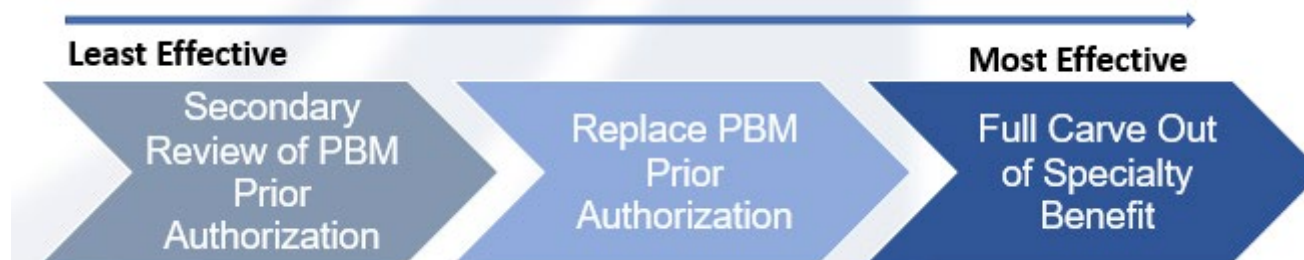 Least Effective
Most Effective
Secondary
Review of PBM
Prior
Authorization
Replace PBM
Prior
Authorization
Full Carve Out
of Specialty
Benefit